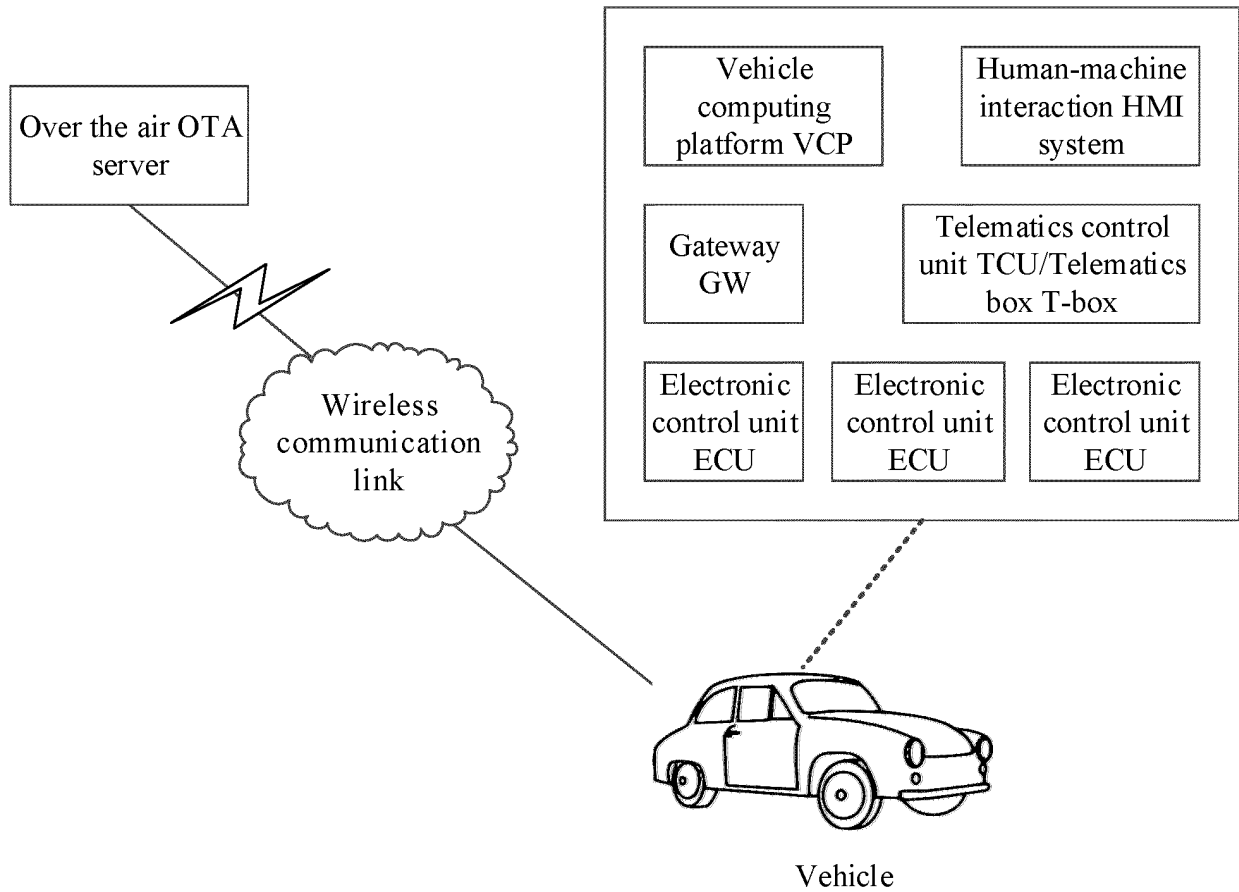 Over the air OTA
server
Wireless
communication
link
Vehicle
computing
platform VCP
Human-machine
interaction HMI
system
Gateway
GW
Telematics control
unit TCU/Telematics
box T-box
Electronic
control unit
ECU
Electronic
control unit
ECU
Electronic
control unit
ECU
Vehicle